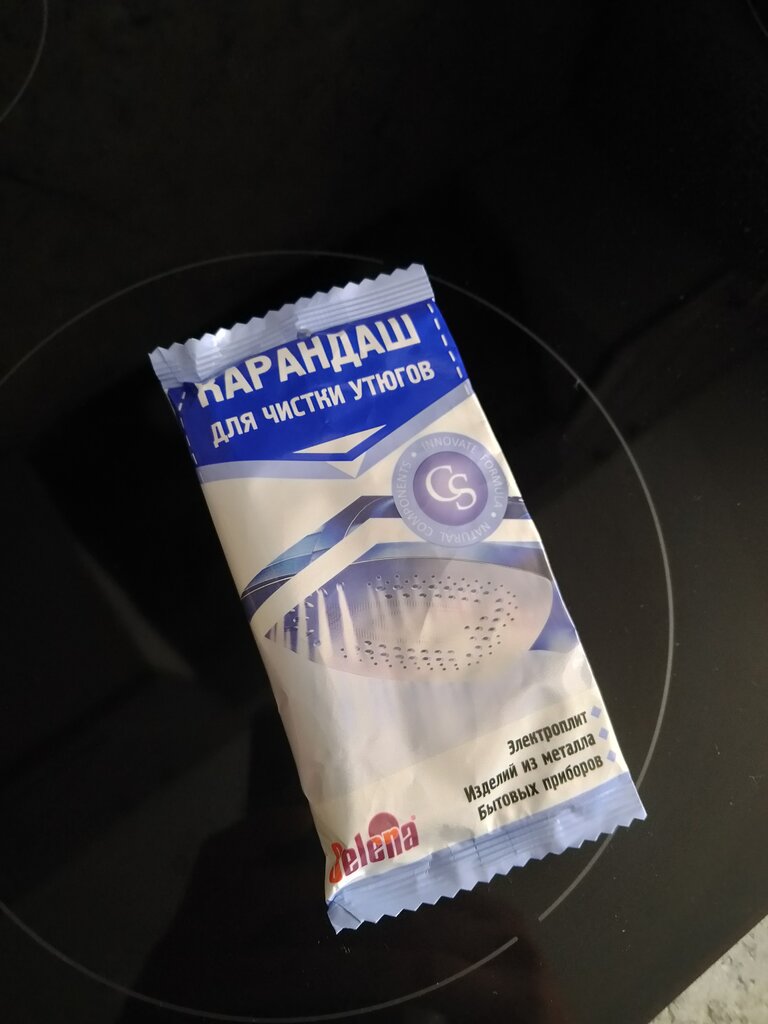 КАРАНДАШ
ДЛЯ ЧИСТКИ УТЮГОВ
INNOVATE FORMULA • NATURAL COMPONENTS •
CS
Электроплит
Изделий из металла
Бытовых приборов
Selena®